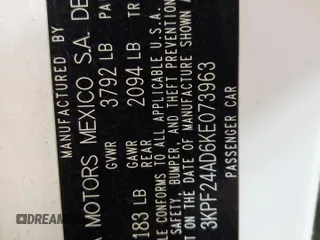 MANUFACTURED BY
A MOTORS MEXICO S.A. DE
GVWR 3792 LB PA
GAWR 2094 LB TR
183 LB REAR
LE CONFORMS TO ALL APPLICABLE U.S.A.
SAFETY, BUMPER, AND THEFT PREVENTION
T ON THE DATE OF MANUFACTURE SHOWN A
3KPF24AD6KE073963
PASSENGER CAR
DREAM